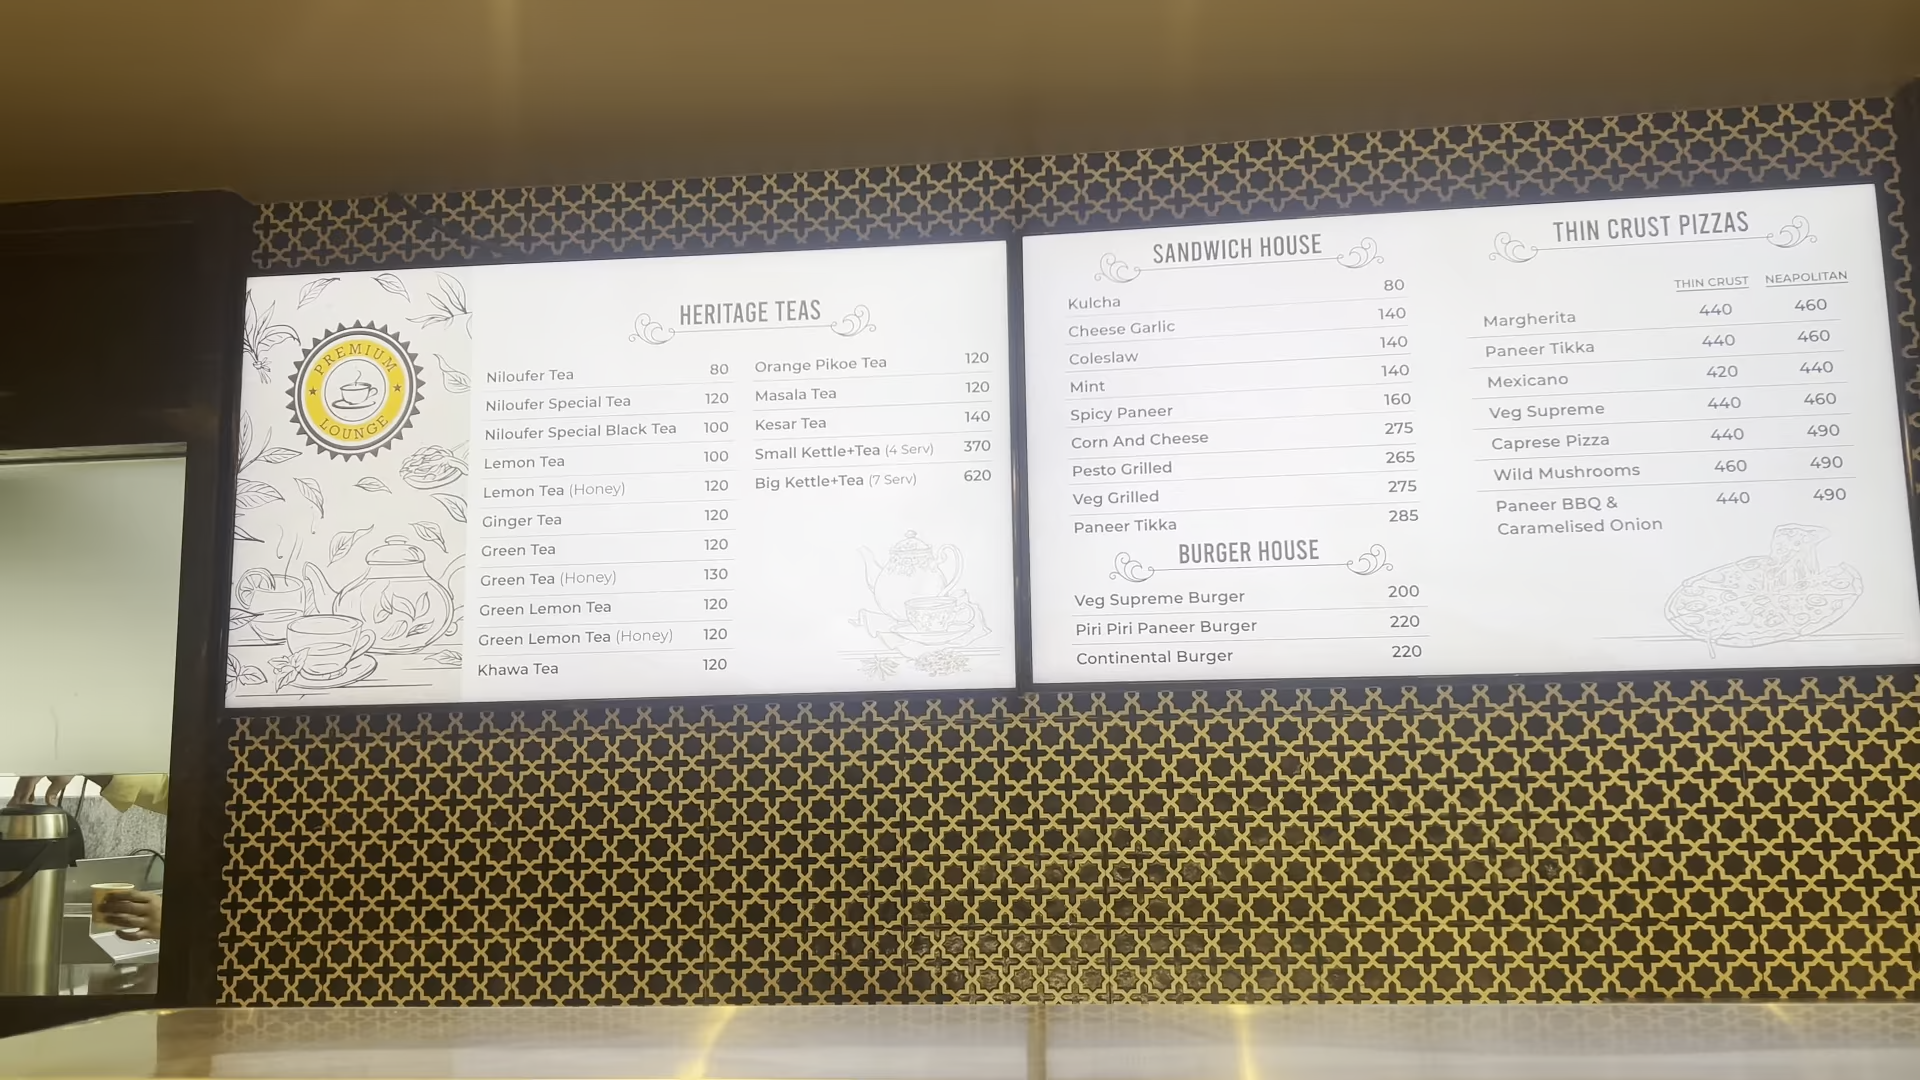 PREMIUM
LOUNGE
HERITAGE TEAS
Niloufer Tea 80
Niloufer Special Tea 120
Niloufer Special Black Tea 100
Lemon Tea 100
Lemon Tea (Honey) 120
Ginger Tea 120
Green Tea 120
Green Tea (Honey) 130
Green Lemon Tea 120
Green Lemon Tea (Honey) 120
Khawa Tea 120
Orange Pikoe Tea 120
Masala Tea 120
Kesar Tea 140
Small Kettle+Tea (4 Serv) 370
Big Kettle+Tea (7 Serv) 620
SANDWICH HOUSE
Kulcha 80
Cheese Garlic 140
Coleslaw 140
Mint 140
Spicy Paneer 160
Corn And Cheese 275
Pesto Grilled 265
Veg Grilled 275
Paneer Tikka 285
BURGER HOUSE
Veg Supreme Burger 200
Piri Piri Paneer Burger 220
Continental Burger 220
THIN CRUST PIZZAS
THIN CRUST NEAPOLITAN
Margherita 440 460
Paneer Tikka 440 460
Mexicano 420 440
Veg Supreme 440 460
Caprese Pizza 440 490
Wild Mushrooms 460 490
Paneer BBQ & 440 490
Caramelised Onion